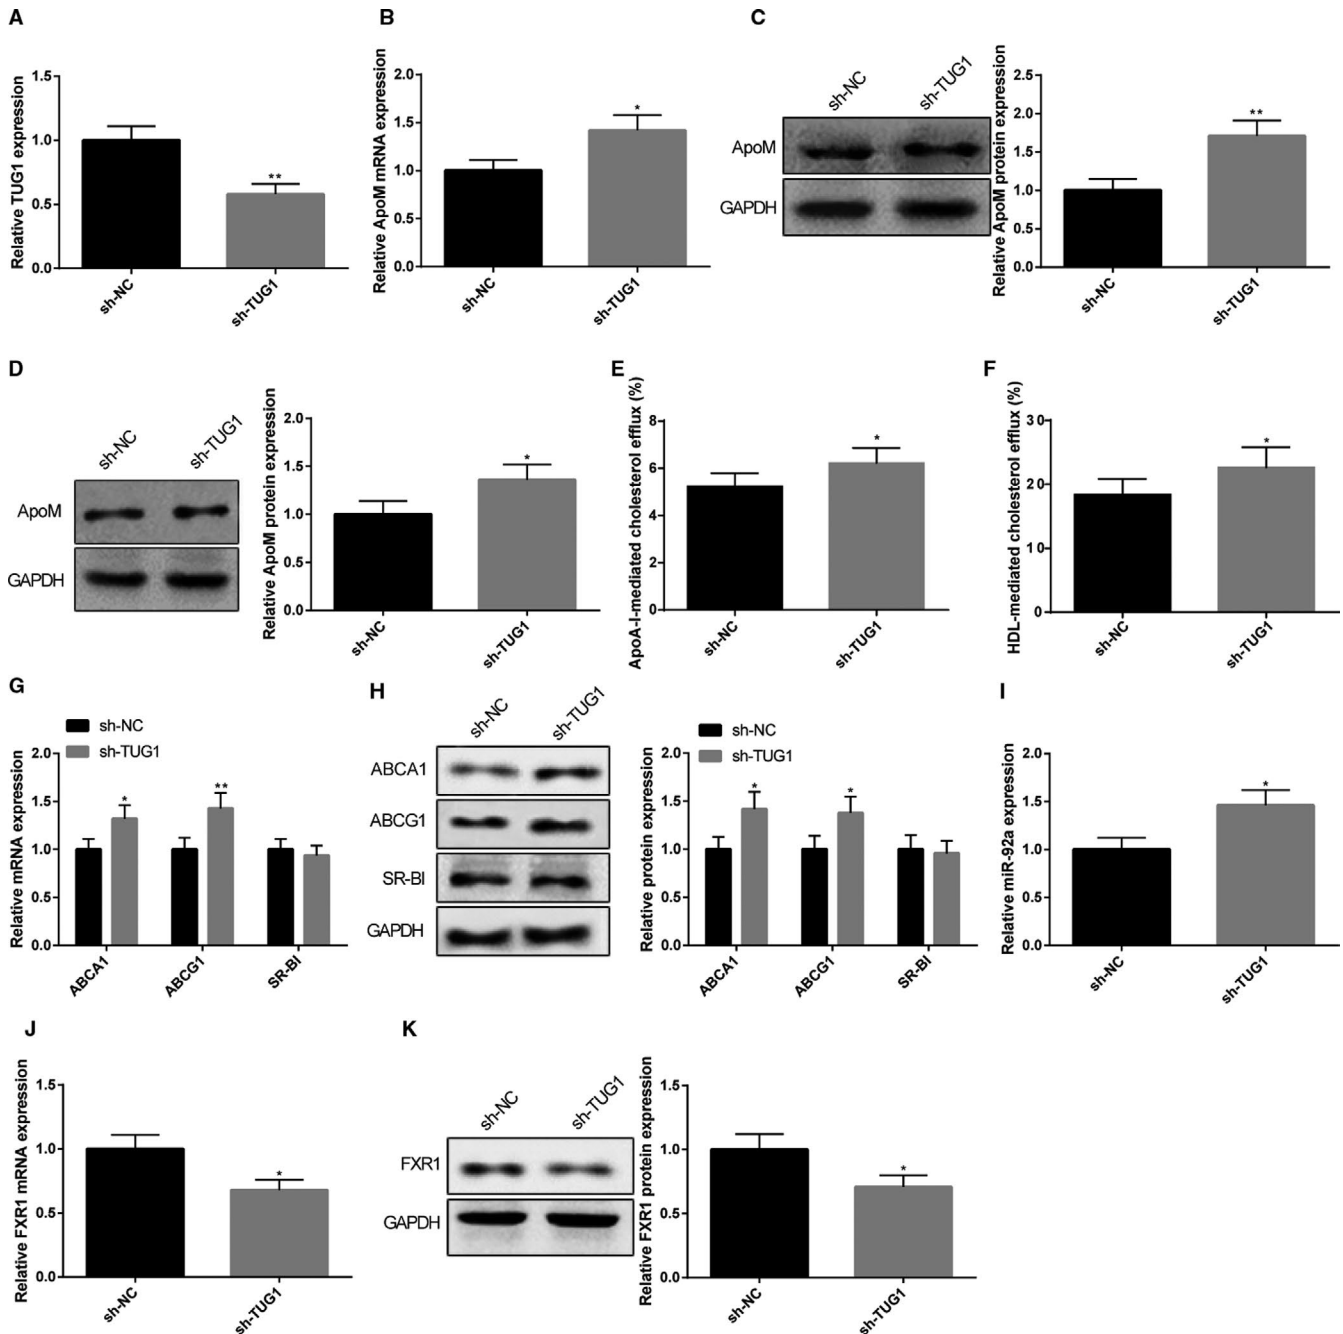 A
Relative TUG1 expression
1.5
1.0
0.5
0.0
**
sh-NC
sh-TUG1
B
Relative ApoM mRNA expression
2.0
1.5
1.0
0.5
0.0
*
sh-NC
sh-TUG1
C
sh-NC
sh-TUG1
ApoM
GAPDH
Relative ApoM protein expression
2.5
2.0
1.5
1.0
0.5
0.0
**
sh-NC
sh-TUG1
D
sh-NC
sh-TUG1
ApoM
GAPDH
Relative ApoM protein expression
2.0
1.5
1.0
0.5
0.0
*
sh-NC
sh-TUG1
E
ApoA-I-mediated cholesterol efflux (%)
8
6
4
2
0
*
sh-NC
sh-TUG1
F
HDL-mediated cholesterol efflux (%)
30
20
10
0
*
sh-NC
sh-TUG1
G
sh-NC
sh-TUG1
Relative mRNA expression
2.0
1.5
1.0
0.5
0.0
*
**
ABCA1
ABCG1
SR-BI
H
sh-NC
sh-TUG1
ABCA1
ABCG1
SR-BI
GAPDH
sh-NC
sh-TUG1
Relative protein expression
2.0
1.5
1.0
0.5
0.0
*
*
ABCA1
ABCG1
SR-BI
I
Relative miR-92a expression
2.0
1.5
1.0
0.5
0.0
*
sh-NC
sh-TUG1
J
Relative FXR1 mRNA expression
1.5
1.0
0.5
0.0
*
sh-NC
sh-TUG1
K
sh-NC
sh-TUG1
FXR1
GAPDH
Relative FXR1 protein expression
1.5
1.0
0.5
0.0
*
sh-NC
sh-TUG1